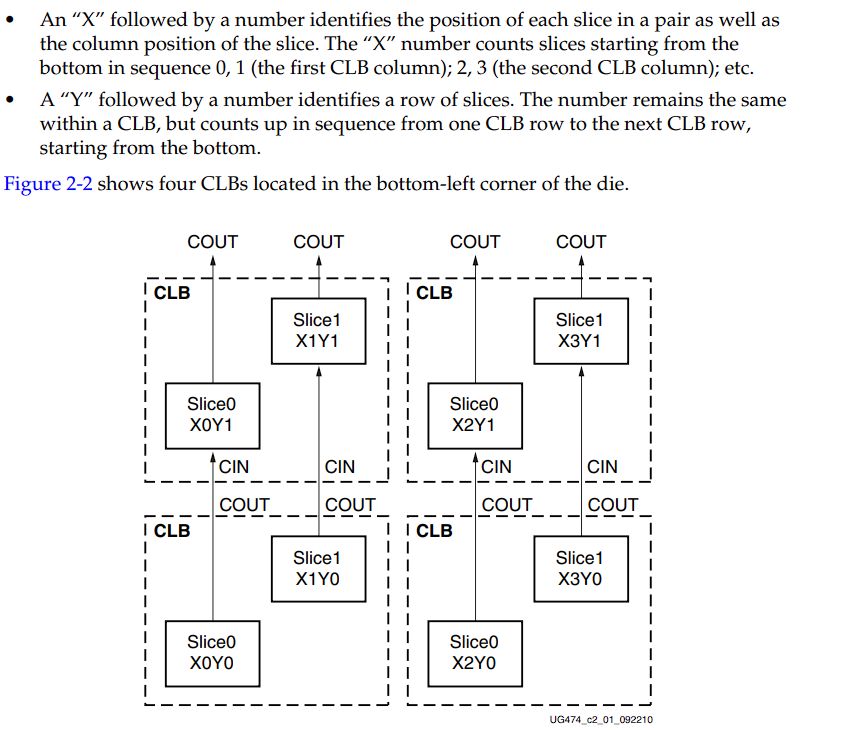 • An “X” followed by a number identifies the position of each slice in a pair as well as
the column position of the slice. The “X” number counts slices starting from the
bottom in sequence 0, 1 (the first CLB column); 2, 3 (the second CLB column); etc.
• A “Y” followed by a number identifies a row of slices. The number remains the same
within a CLB, but counts up in sequence from one CLB row to the next CLB row,
starting from the bottom.
Figure 2-2 shows four CLBs located in the bottom-left corner of the die.
COUT COUT COUT COUT
CLB CLB
Slice1 Slice1
X1Y1 X3Y1
Slice0 Slice0
X0Y1 X2Y1
CIN CIN CIN CIN
COUT COUT COUT COUT
CLB CLB
Slice1 Slice1
X1Y0 X3Y0
Slice0 Slice0
X0Y0 X2Y0
UG474_c2_01_092210